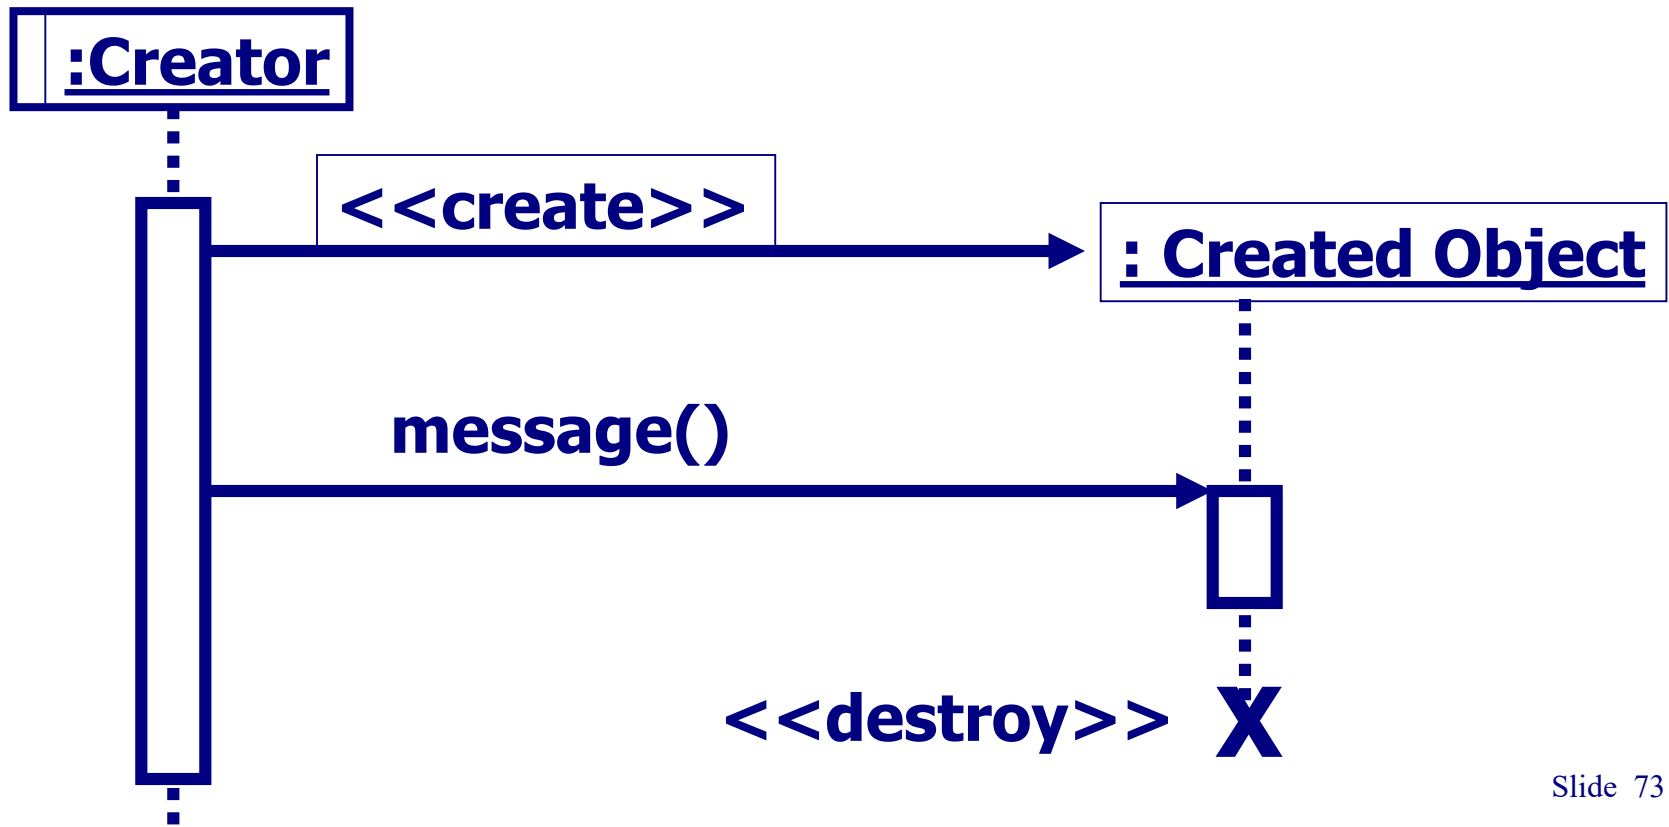 :Creator
<<create>>
: Created Object
message()
<<destroy>> X
Slide 73